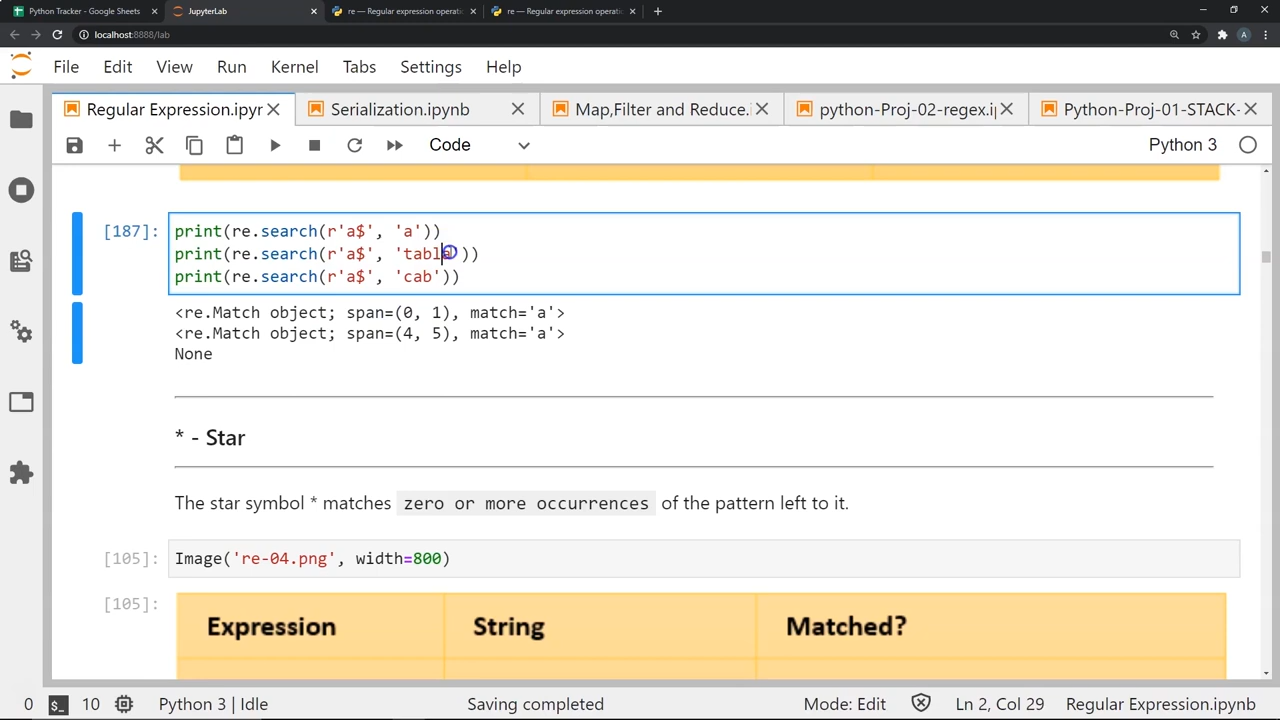 Python Tracker - Google Sheets
JupyterLab
re — Regular expression operatio
re — Regular expression operatio
localhost:8888/lab
A
File Edit View Run Kernel Tabs Settings Help
Regular Expression.ipyr
Serialization.ipynb
Map,Filter and Reduce.i
python-Proj-02-regex.ip
Python-Proj-01-STACK-
Code
Python 3
[187]:
print(re.search(r'a$', 'a'))
print(re.search(r'a$', 'table'))
print(re.search(r'a$', 'cab'))
<re.Match object; span=(0, 1), match='a'>
<re.Match object; span=(4, 5), match='a'>
None
* - Star
The star symbol * matches zero or more occurrences of the pattern left to it.
[105]:
Image('re-04.png', width=800)
[105]:
Expression String Matched?
0 $_ 10 Python 3 | Idle Saving completed Mode: Edit Ln 2, Col 29 Regular Expression.ipynb